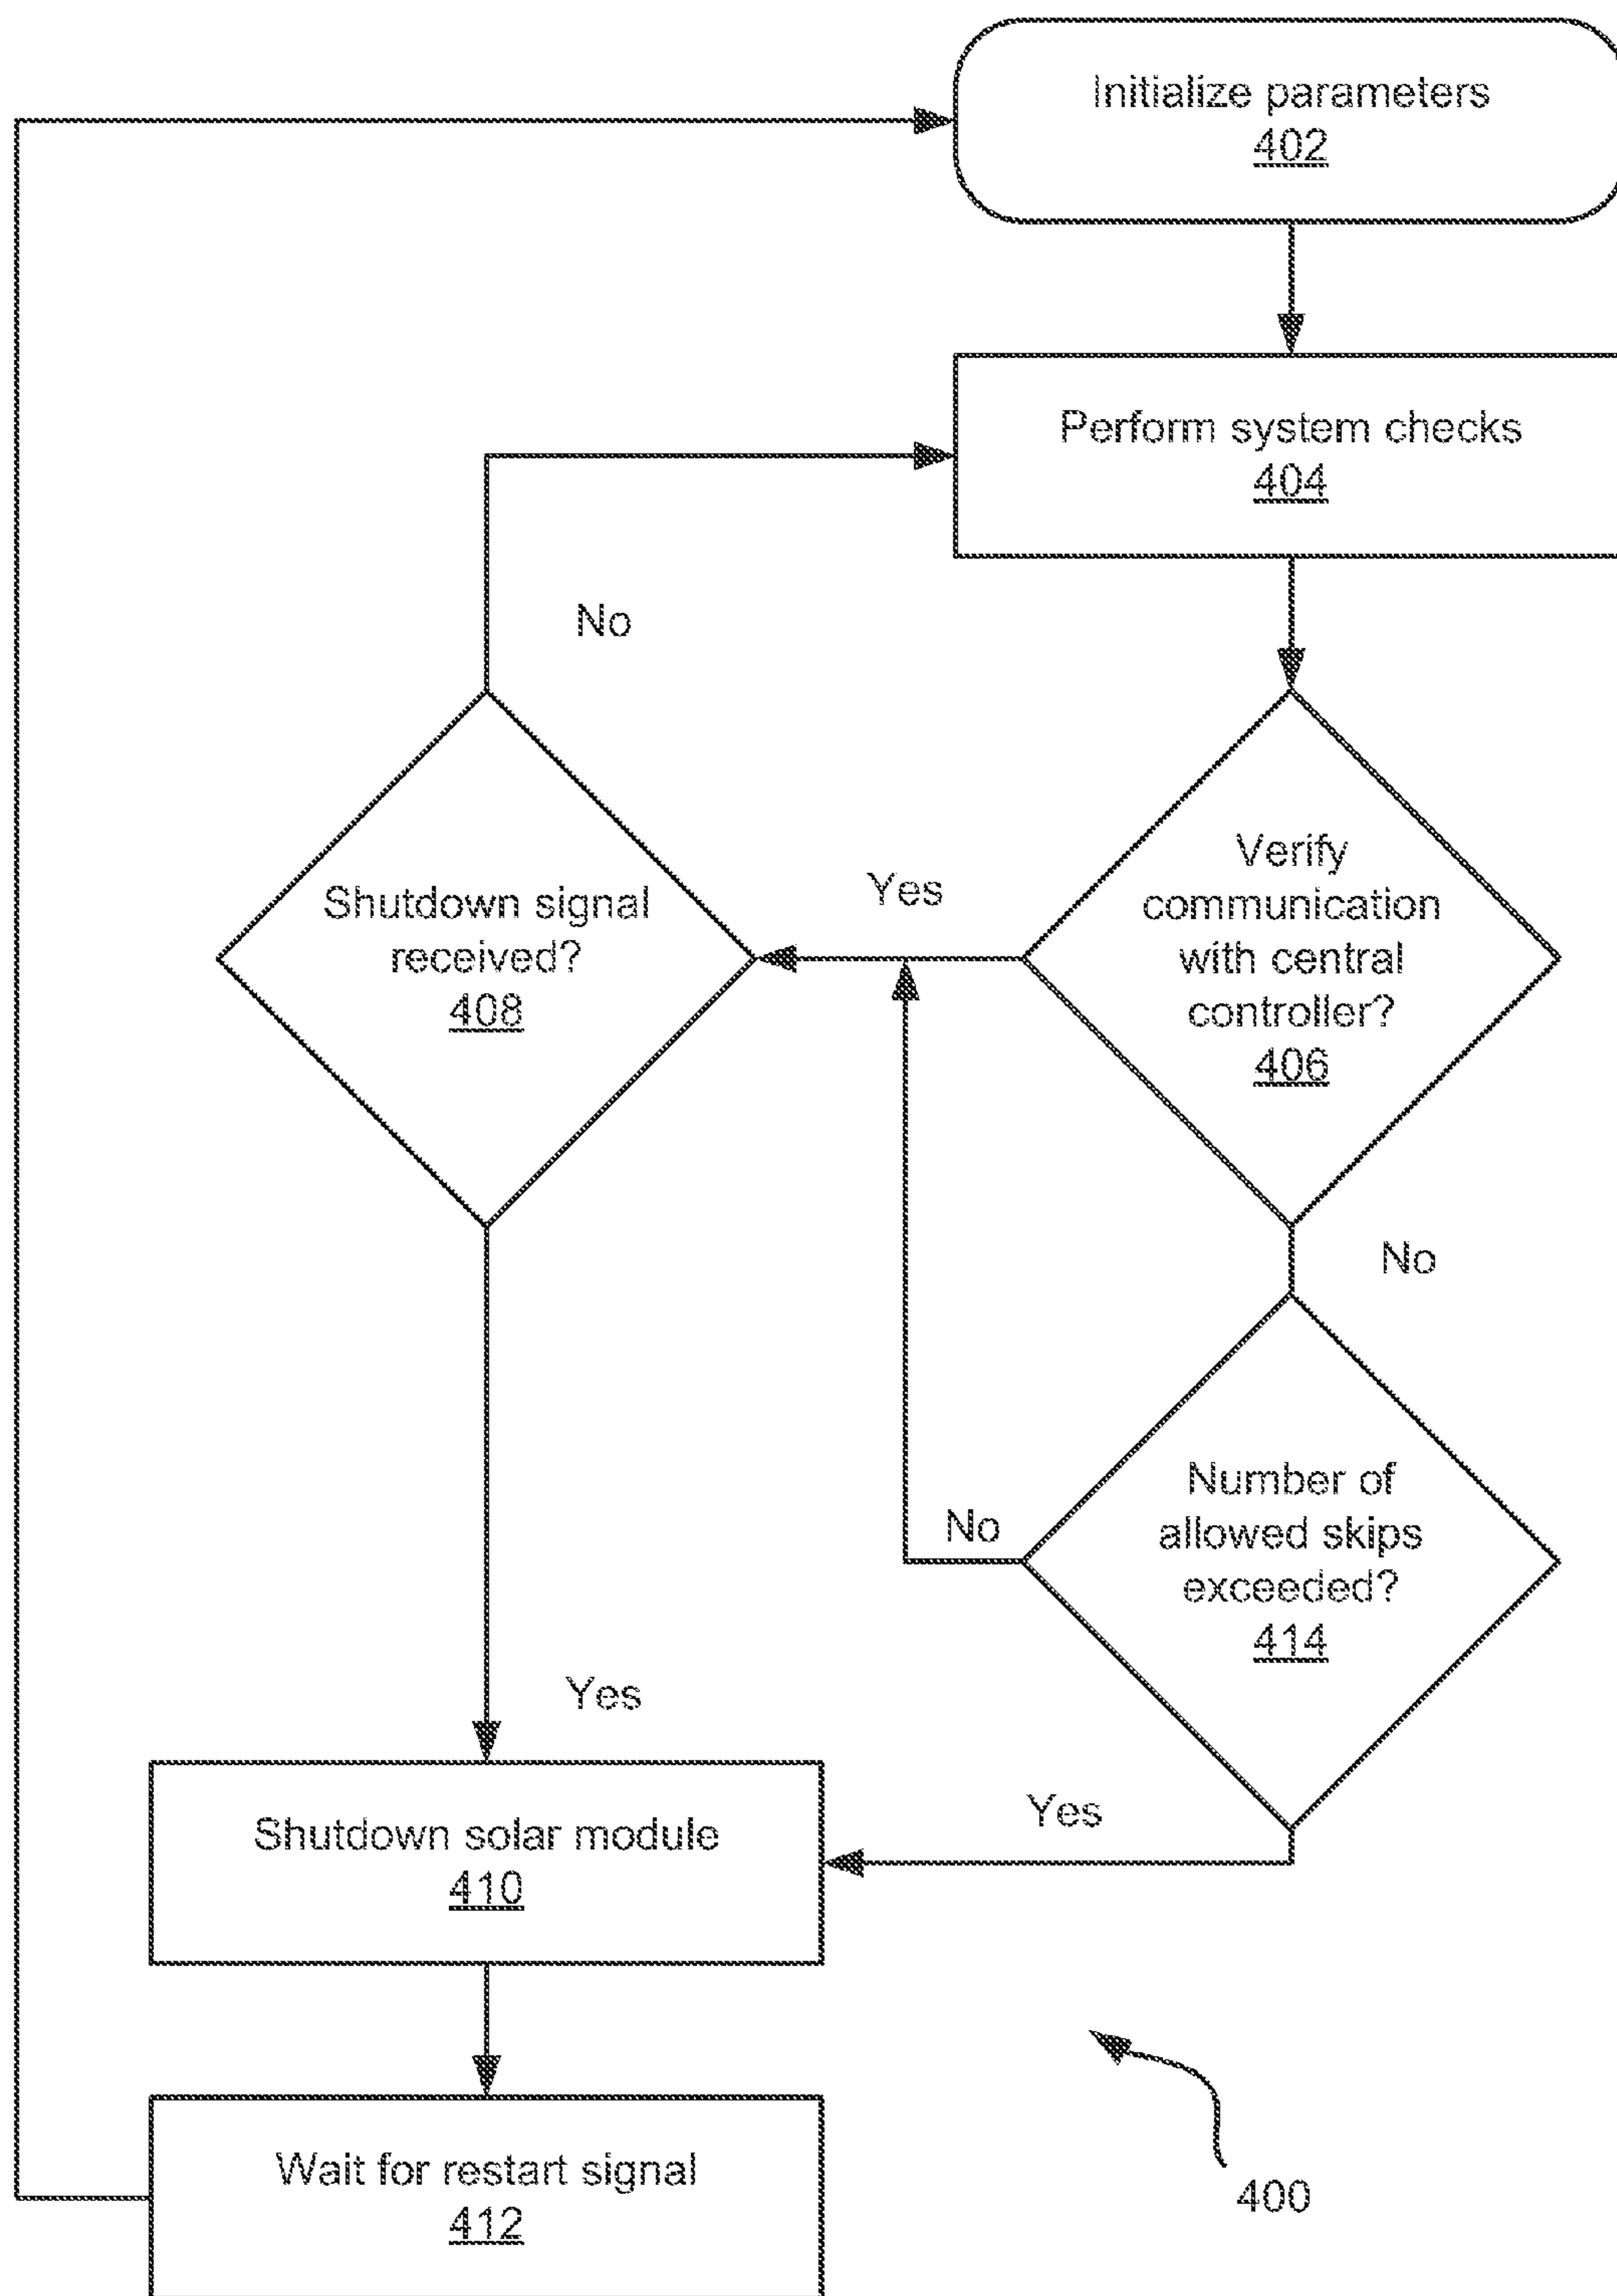 Initialize parameters
402
Perform system checks
404
No
Verify
communication
with central
controller?
406
Yes
Shutdown signal
received?
408
No
Number of
allowed skips
exceeded?
414
No
Yes
Yes
Shutdown solar module
410
Wait for restart signal
412
400